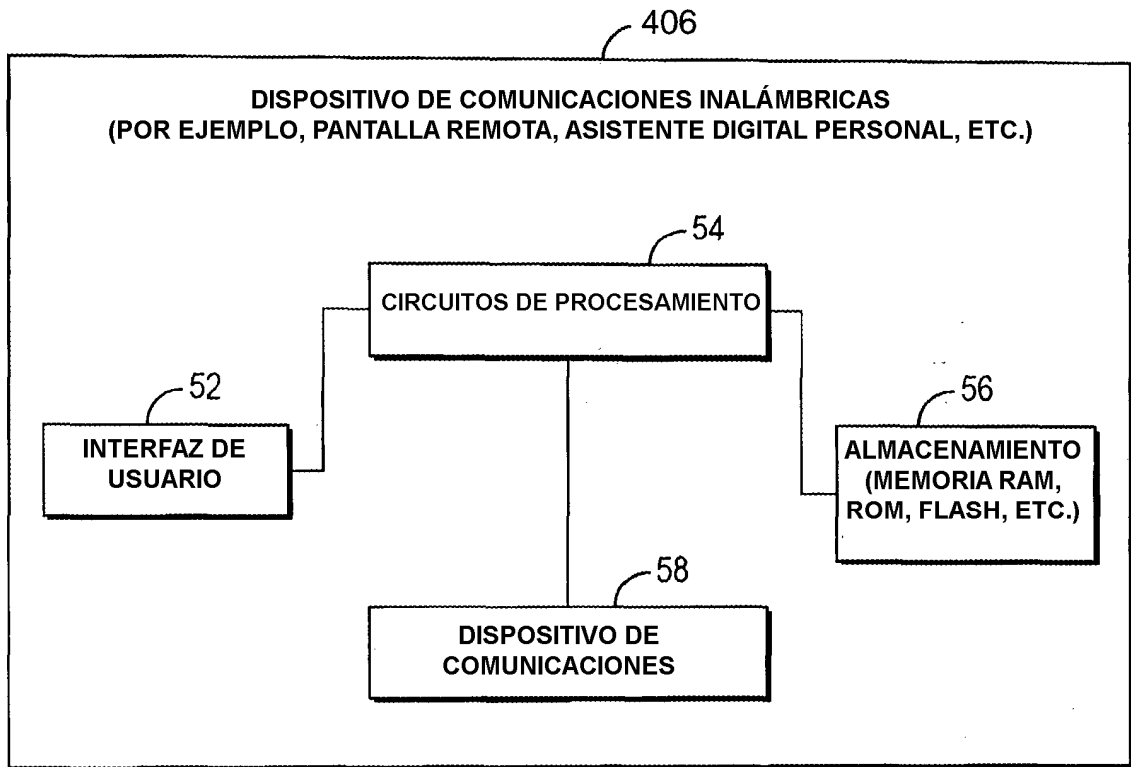 406
DISPOSITIVO DE COMUNICACIONES INALÁMBRICAS
(POR EJEMPLO, PANTALLA REMOTA, ASISTENTE DIGITAL PERSONAL, ETC.)
54
CIRCUITOS DE PROCESAMIENTO
52
INTERFAZ DE
USUARIO
56
ALMACENAMIENTO
(MEMORIA RAM,
ROM, FLASH, ETC.)
58
DISPOSITIVO DE
COMUNICACIONES